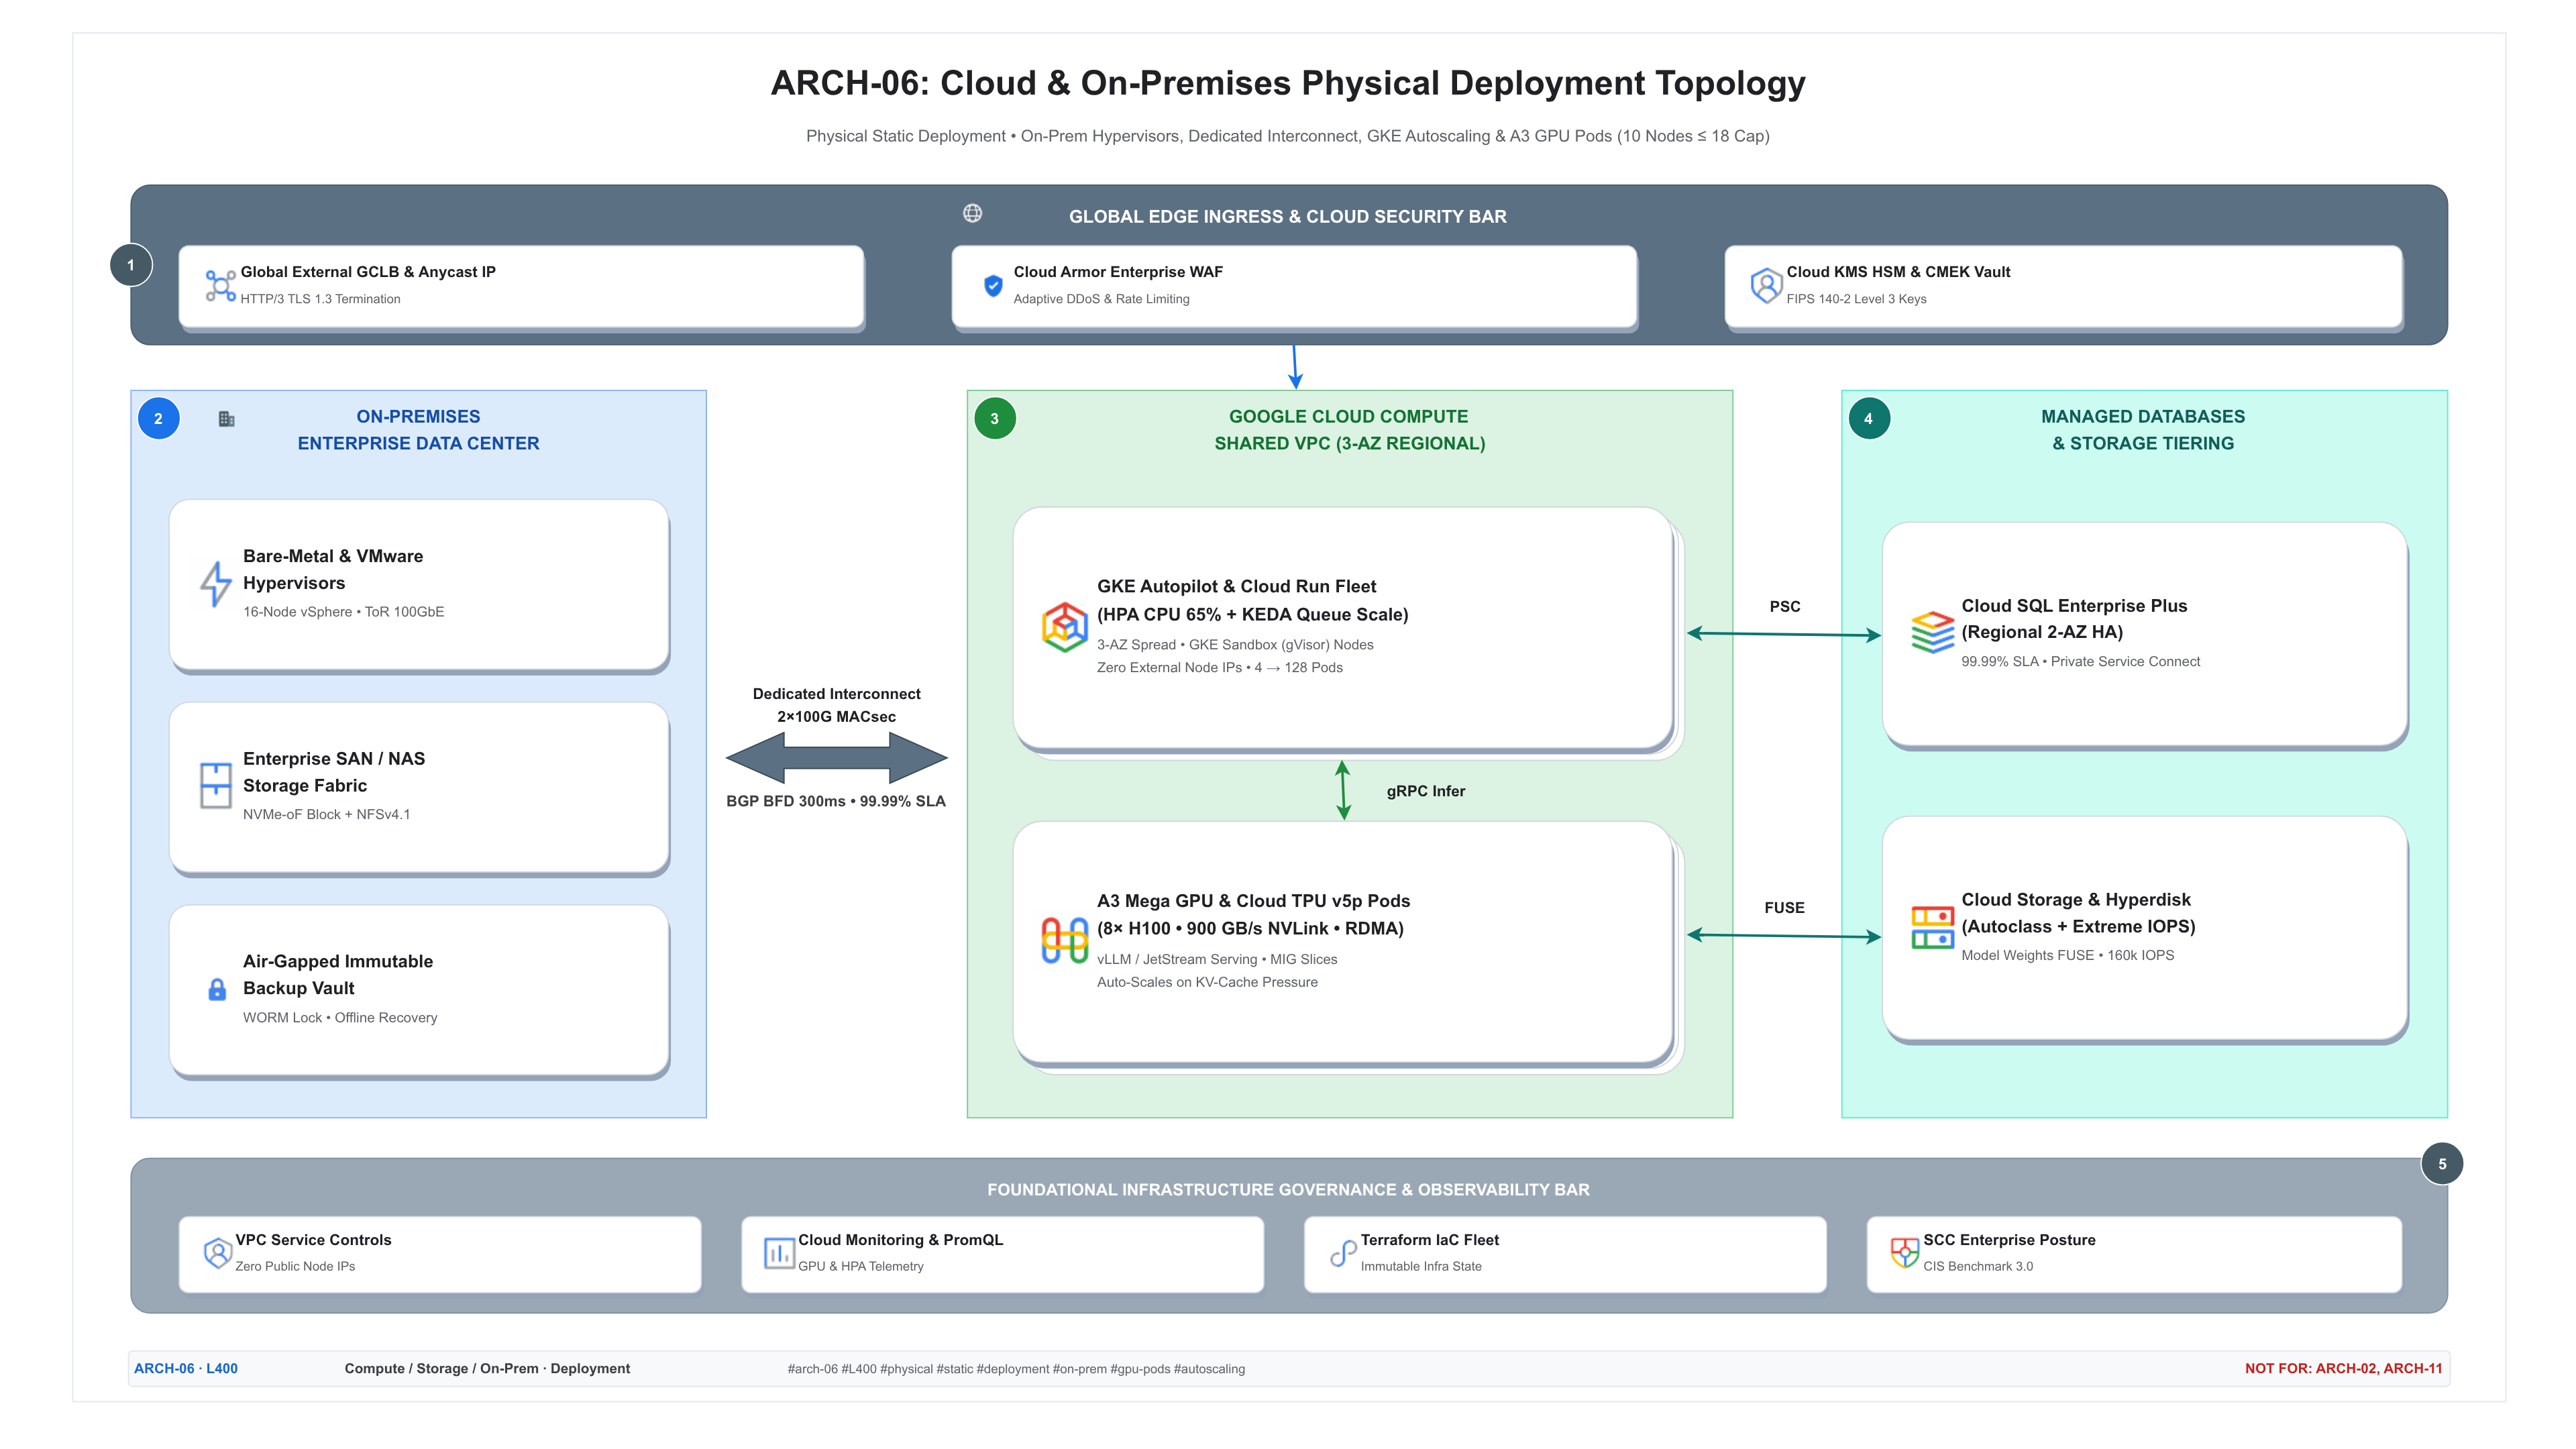 ARCH-06: Cloud & On-Premises Physical Deployment Topology
Physical Static Deployment • On-Prem Hypervisors, Dedicated Interconnect, GKE Autoscaling & A3 GPU Pods (10 Nodes ≤ 18 Cap)
GLOBAL EDGE INGRESS & CLOUD SECURITY BAR
1
Global External GCLB & Anycast IP
HTTP/3 TLS 1.3 Termination
Cloud Armor Enterprise WAF
Adaptive DDoS & Rate Limiting
Cloud KMS HSM & CMEK Vault
FIPS 140-2 Level 3 Keys
2
ON-PREMISES
ENTERPRISE DATA CENTER
Bare-Metal & VMware
Hypervisors
16-Node vSphere • ToR 100GbE
Enterprise SAN / NAS
Storage Fabric
NVMe-oF Block + NFSv4.1
Air-Gapped Immutable
Backup Vault
WORM Lock • Offline Recovery
Dedicated Interconnect
2×100G MACsec
BGP BFD 300ms • 99.99% SLA
3
GOOGLE CLOUD COMPUTE
SHARED VPC (3-AZ REGIONAL)
GKE Autopilot & Cloud Run Fleet
(HPA CPU 65% + KEDA Queue Scale)
3-AZ Spread • GKE Sandbox (gVisor) Nodes
Zero External Node IPs • 4 → 128 Pods
gRPC Infer
A3 Mega GPU & Cloud TPU v5p Pods
(8× H100 • 900 GB/s NVLink • RDMA)
vLLM / JetStream Serving • MIG Slices
Auto-Scales on KV-Cache Pressure
PSC
FUSE
4
MANAGED DATABASES
& STORAGE TIERING
Cloud SQL Enterprise Plus
(Regional 2-AZ HA)
99.99% SLA • Private Service Connect
Cloud Storage & Hyperdisk
(Autoclass + Extreme IOPS)
Model Weights FUSE • 160k IOPS
5
FOUNDATIONAL INFRASTRUCTURE GOVERNANCE & OBSERVABILITY BAR
VPC Service Controls
Zero Public Node IPs
Cloud Monitoring & PromQL
GPU & HPA Telemetry
Terraform IaC Fleet
Immutable Infra State
SCC Enterprise Posture
CIS Benchmark 3.0
ARCH-06 · L400
Compute / Storage / On-Prem · Deployment
#arch-06 #L400 #physical #static #deployment #on-prem #gpu-pods #autoscaling
NOT FOR: ARCH-02, ARCH-11